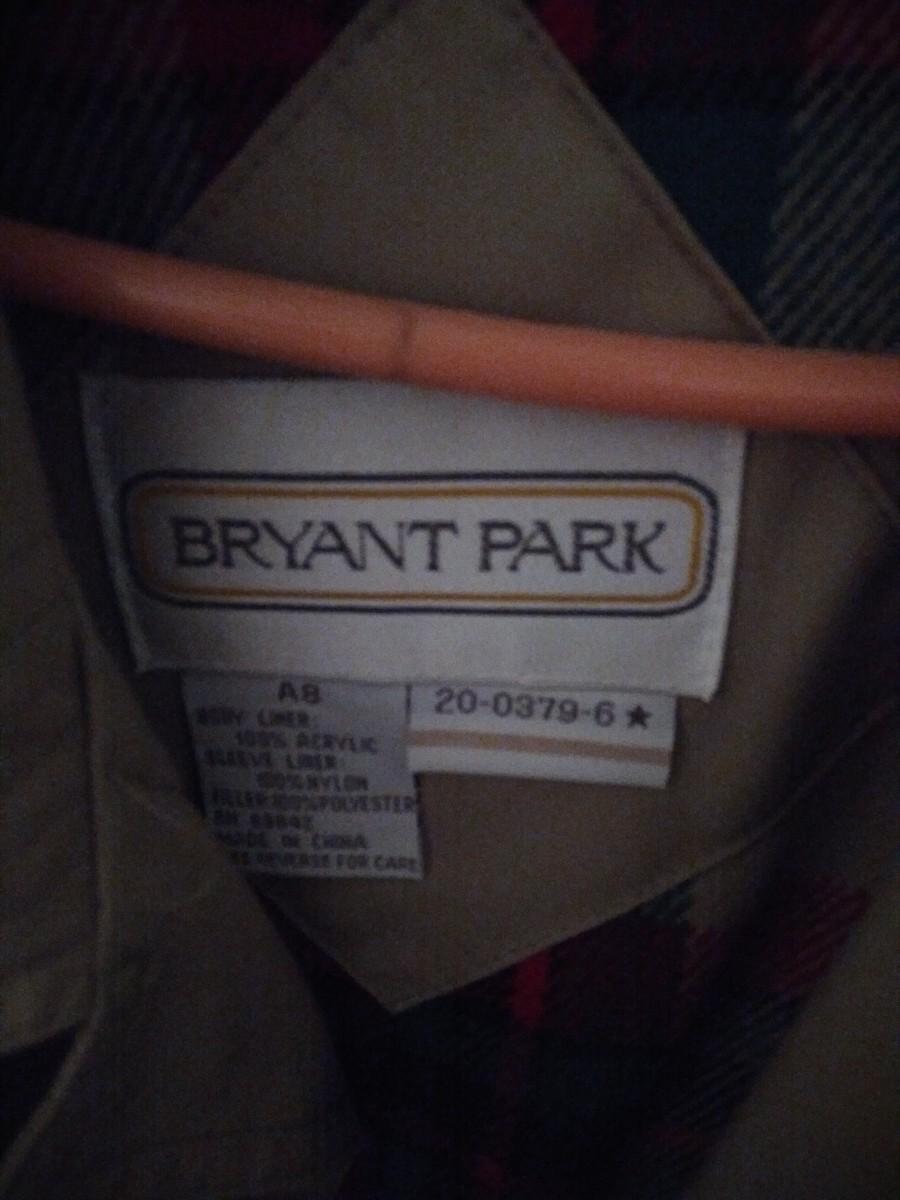 BRYANT PARK
A8
20-0379-6★
BODY LINER:
100% ACRYLIC
SLEEVE LINER:
100% NYLON
FILLER:100%POLYESTER
RN
MADE IN CHINA
REVERSE FOR CARE